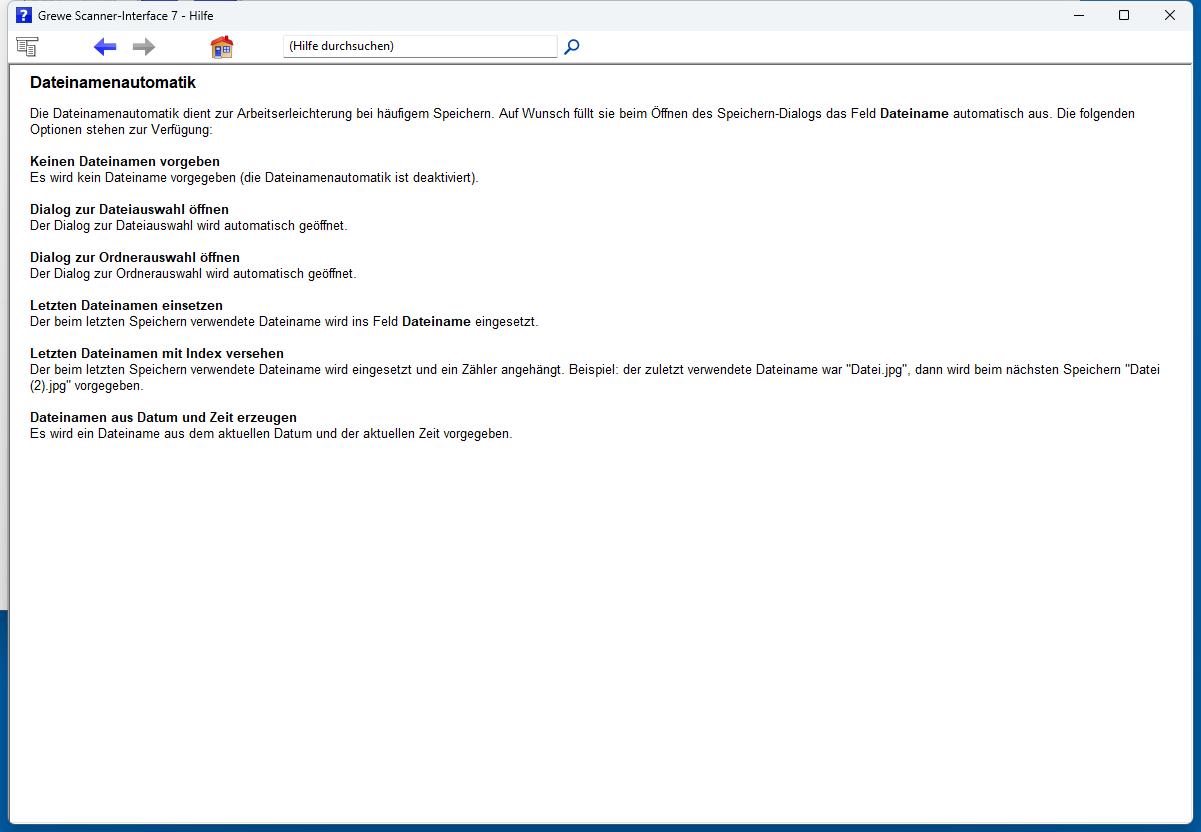 Grewe Scanner-Interface 7 - Hilfe
(Hilfe durchsuchen)
Dateinamenautomatik
Die Dateinamenautomatik dient zur Arbeitserleichterung bei häufigem Speichern. Auf Wunsch füllt sie beim Öffnen des Speichern-Dialogs das Feld Dateiname automatisch aus. Die folgenden
Optionen stehen zur Verfügung:
Keinen Dateinamen vorgeben
Es wird kein Dateiname vorgegeben (die Dateinamenautomatik ist deaktiviert).
Dialog zur Dateiauswahl öffnen
Der Dialog zur Dateiauswahl wird automatisch geöffnet.
Dialog zur Ordnerauswahl öffnen
Der Dialog zur Ordnerauswahl wird automatisch geöffnet.
Letzten Dateinamen einsetzen
Der beim letzten Speichern verwendete Dateiname wird ins Feld Dateiname eingesetzt.
Letzten Dateinamen mit Index versehen
Der beim letzten Speichern verwendete Dateiname wird eingesetzt und ein Zähler angehängt. Beispiel: der zuletzt verwendete Dateiname war "Datei.jpg", dann wird beim nächsten Speichern "Datei
(2).jpg" vorgegeben.
Dateinamen aus Datum und Zeit erzeugen
Es wird ein Dateiname aus dem aktuellen Datum und der aktuellen Zeit vorgegeben.